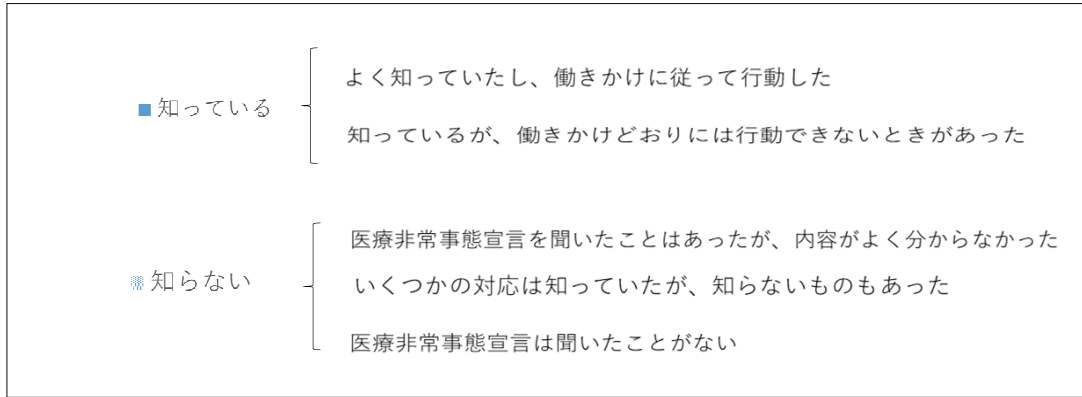 よく知っていたし、働きかけに従って行動した
■知っている
知っているが、働きかけどおりには行動できないときがあった
医療非常事態宣言を聞いたことはあったが、内容がよく分からなかった
知らない
いくつかの対応は知っていたが、知らないものもあった
医療非常事態宣言は聞いたことがない